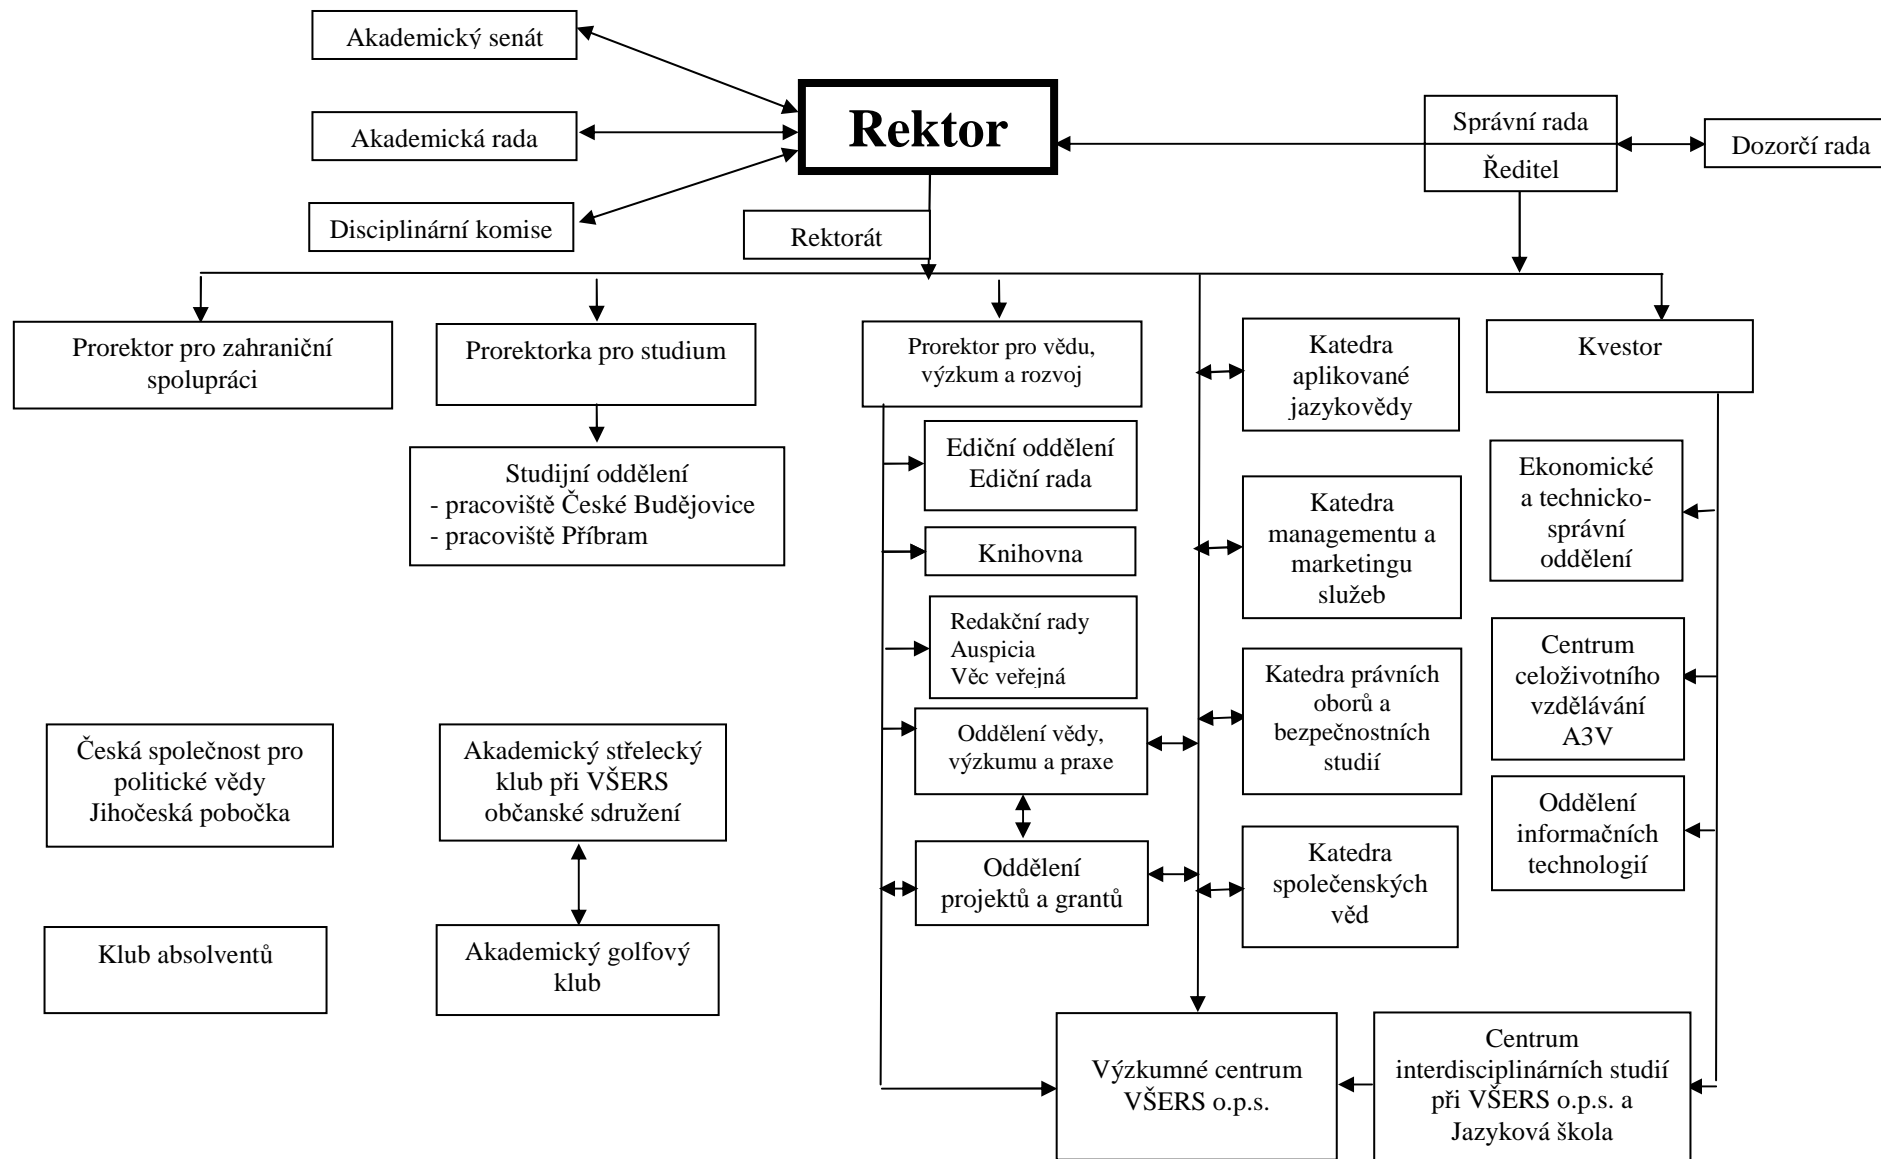 Akademický senát
Akademická rada
Disciplinární komise
Rektor
Rektorát
Správní rada
Ředitel
Dozorčí rada
Prorektor pro zahraniční
spolupráci
Prorektorka pro studium
Prorektor pro vědu,
výzkum a rozvoj
Katedra
aplikované
jazykovědy
Kvestor
Studijní oddělení
- pracoviště České Budějovice
- pracoviště Příbram
Ediční oddělení
Ediční rada
Knihovna
Redakční rady
Auspicia
Věc veřejná
Oddělení vědy,
výzkumu a praxe
Oddělení
projektů a grantů
Katedra
managementu a
marketingu
služeb
Katedra právních
oborů a
bezpečnostních
studií
Katedra
společenských
věd
Ekonomické
a technicko-
správní
oddělení
Centrum
celoživotního
vzdělávání
A3V
Oddělení
informačních
technologií
Česká společnost pro
politické vědy
Jihočeská pobočka
Akademický střelecký
klub při VŠERS
občanské sdružení
Klub absolventů
Akademický golfový
klub
Výzkumné centrum
VŠERS o.p.s.
Centrum
interdisciplinárních studií
při VŠERS o.p.s. a
Jazyková škola